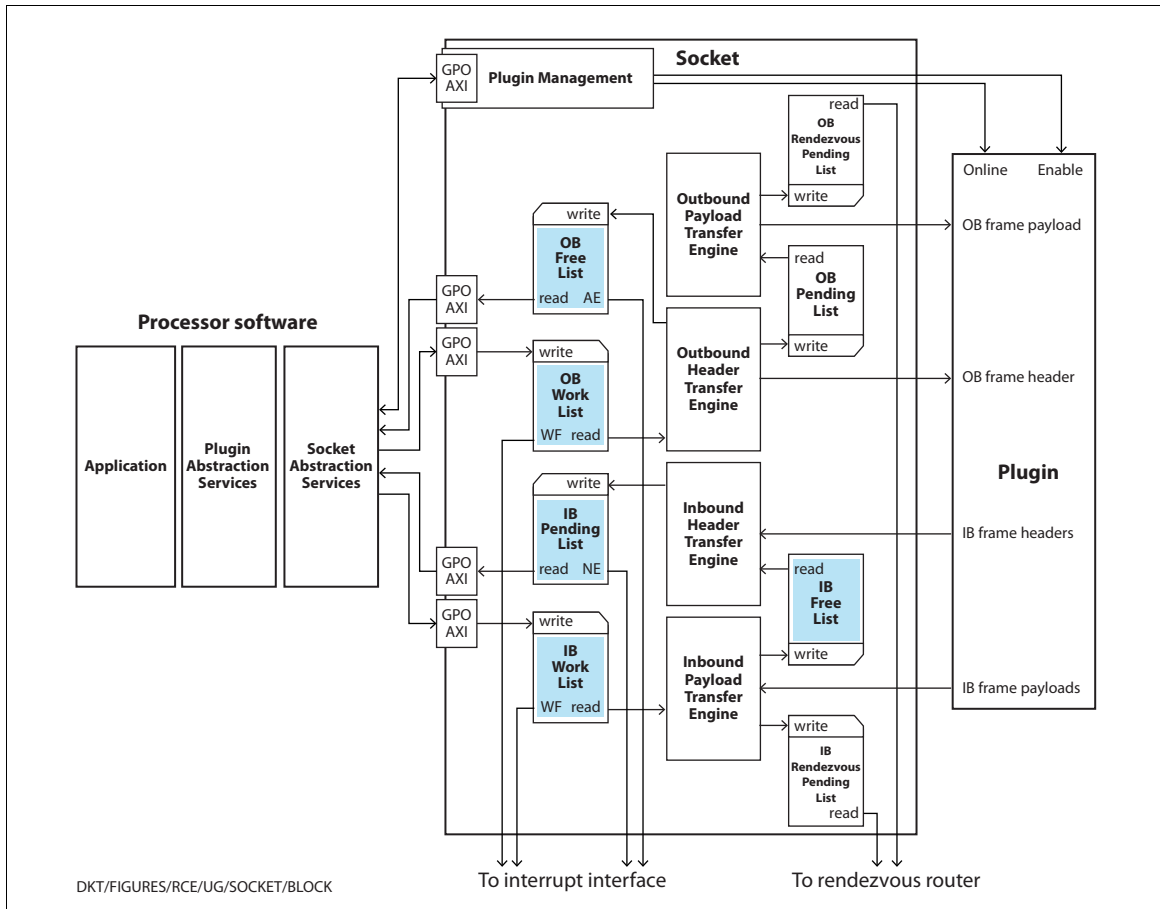 Socket
GPO
AXI
Plugin Management
read
OB
Rendezvous
Pending
List
write
Online
Enable
Outbound
Payload
Transfer
Engine
OB frame payload
write
OB
Free
List
read AE
read
OB
Pending
List
write
GPO
AXI
Processor software
GPO
AXI
write
OB
Work
List
WF read
Outbound
Header
Transfer
Engine
OB frame header
Application
Plugin
Abstraction
Services
Socket
Abstraction
Services
Plugin
write
IB
Pending
List
read NE
Inbound
Header
Transfer
Engine
IB frame headers
GPO
AXI
read
IB
Free
List
write
GPO
AXI
write
IB
Work
List
WF read
Inbound
Payload
Transfer
Engine
IB frame payloads
write
IB
Rendezvous
Pending
List
read
To interrupt interface
To rendezvous router
DKT/FIGURES/RCE/UG/SOCKET/BLOCK